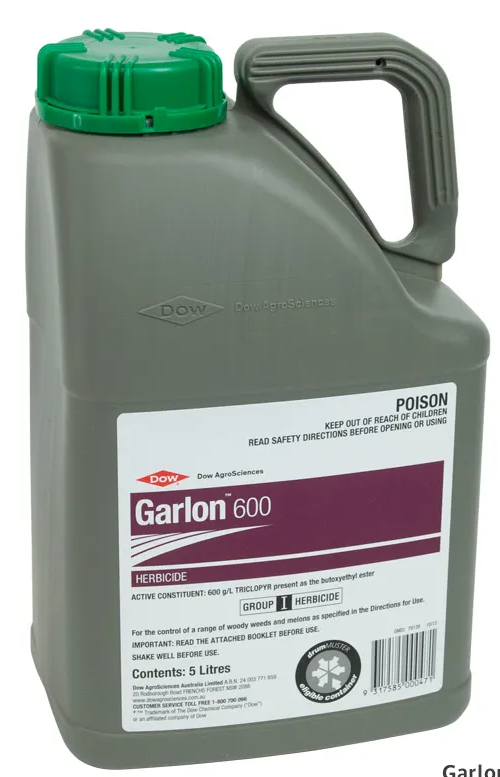 DOW Dow AgroSciences
POISON
KEEP OUT OF REACH OF CHILDREN
READ SAFETY DIRECTIONS BEFORE OPENING OR USING
DOW Dow AgroSciences
Garlon™ 600
HERBICIDE
ACTIVE CONSTITUENT: 600 g/L TRICLOPYR present as the butoxyethyl ester
GROUP I HERBICIDE
For the control of a range of woody weeds and melons as specified in the Directions for Use.
IMPORTANT: READ THE ATTACHED BOOKLET BEFORE USE.
SHAKE WELL BEFORE USE.
Contents: 5 Litres
Dow AgroSciences Australia Limited A.B.N. 24 003 771 659
20 Rodborough Road FRENCHS FOREST NSW 2086
www.dowagrosciences.com.au
CUSTOMER SERVICE TOLL FREE 1-800 700 096
Trademark of The Dow Chemical Company ("Dow")
or an affiliated company of Dow
drumMUSTER
eligible container
9 317585 000471
Garlo